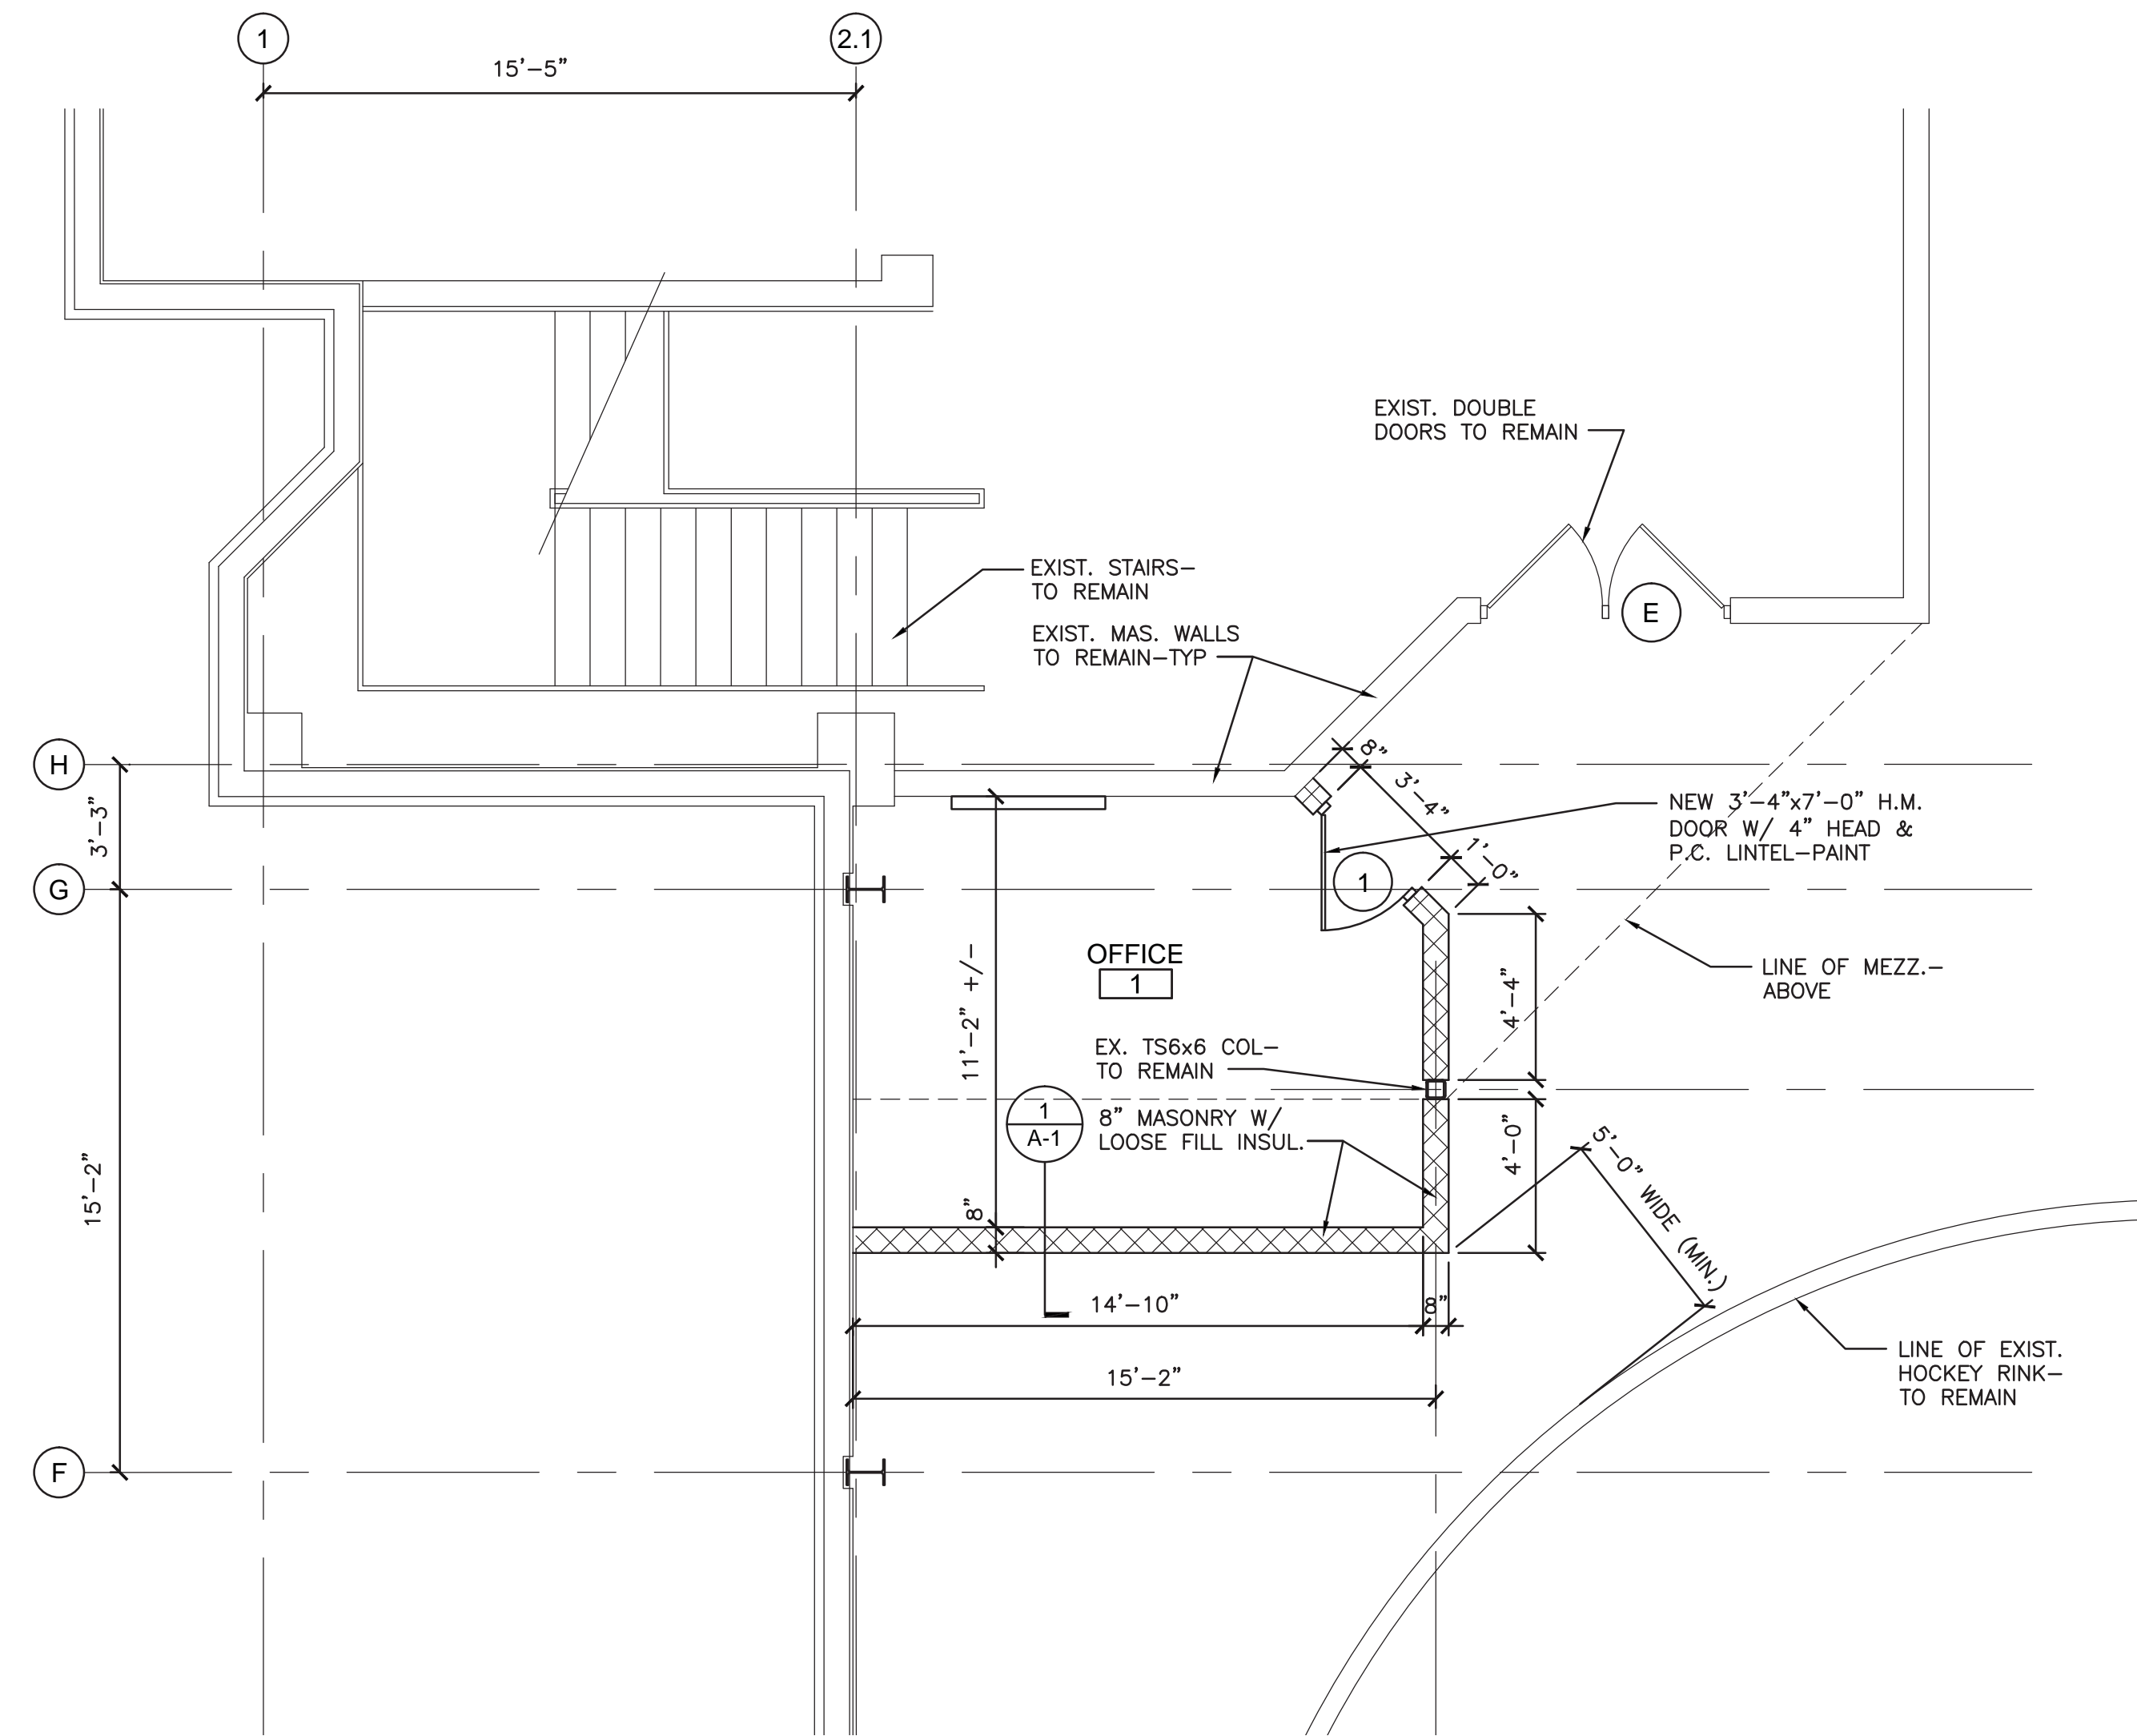 1
2.1
15'-5"
EXIST. DOUBLE
DOORS TO REMAIN
EXIST. STAIRS-
TO REMAIN
E
EXIST. MAS. WALLS
TO REMAIN-TYP
H
8"
3'-4"
1'-0"
3'-3"
NEW 3'-4"x7'-0" H.M.
DOOR W/ 4" HEAD &
P.C. LINTEL-PAINT
G
1
OFFICE
1
11'-2" +/-
4'-4"
LINE OF MEZZ.-
ABOVE
EX. TS6x6 COL-
TO REMAIN
1
A-1
8" MASONRY W/
LOOSE FILL INSUL.
4'-0"
5'-0" WIDE (MIN.)
15'-2"
8"
14'-10"
8"
LINE OF EXIST.
HOCKEY RINK-
TO REMAIN
15'-2"
F